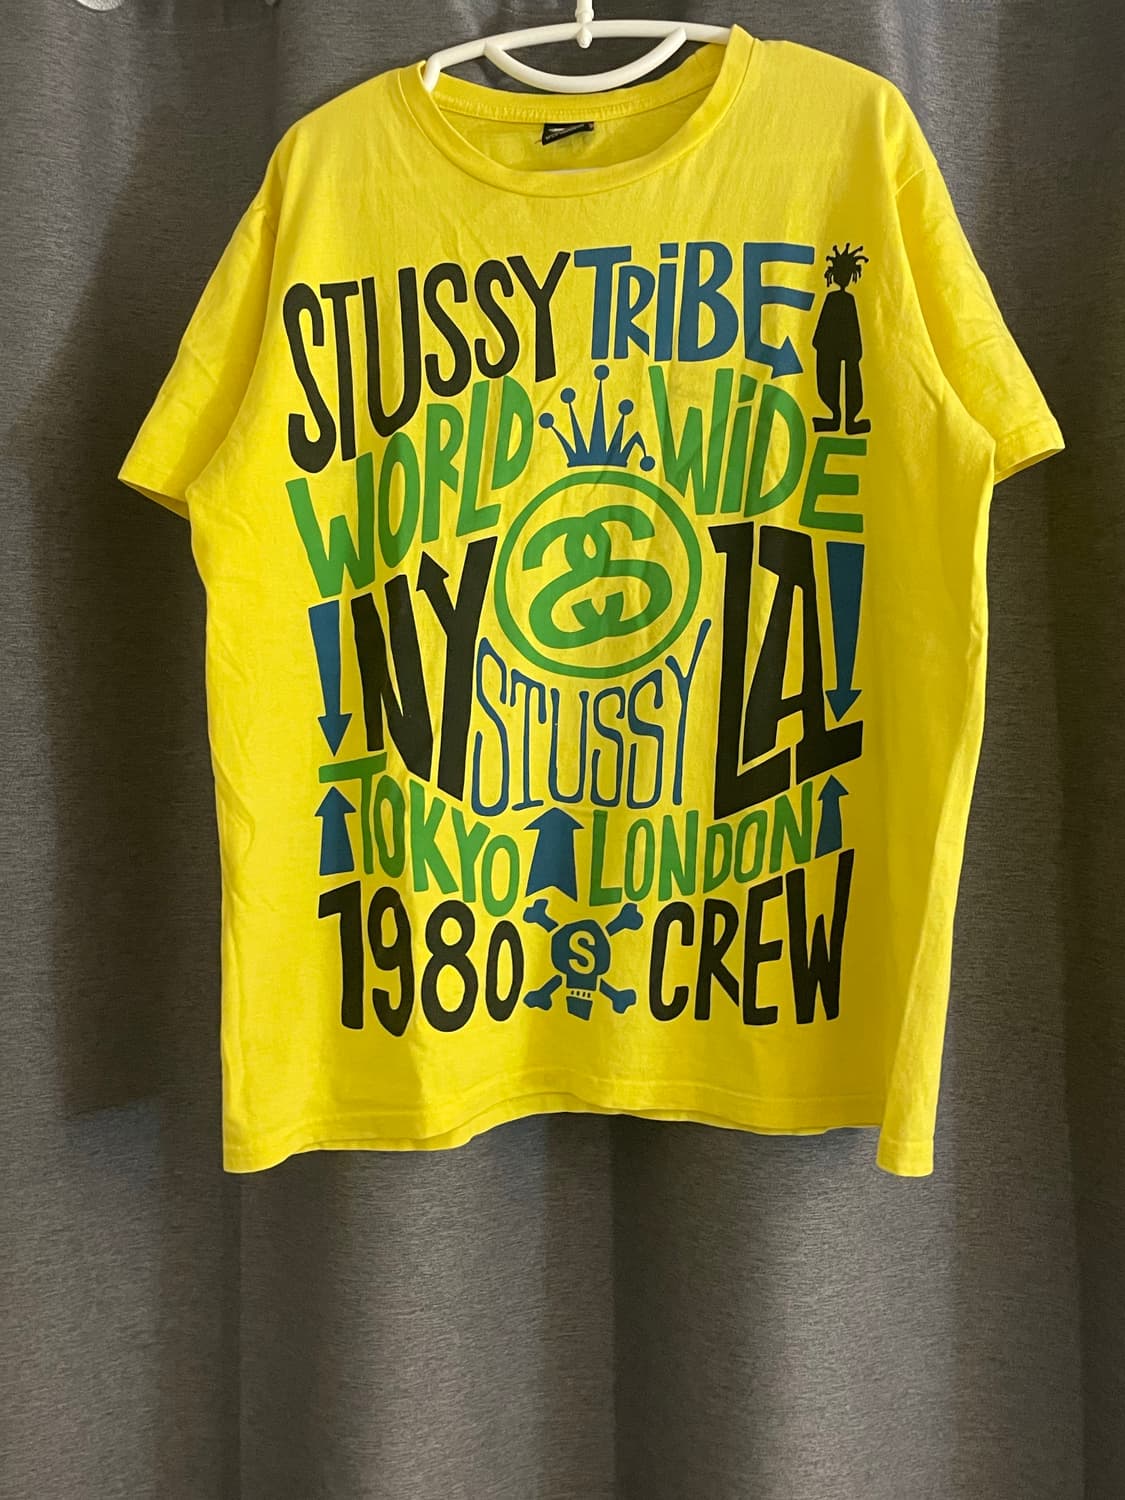 STUSSY TRiBE
WORLD WiDE
NY LA
STUSSY
TOKYO LONDON
1980 S CREW